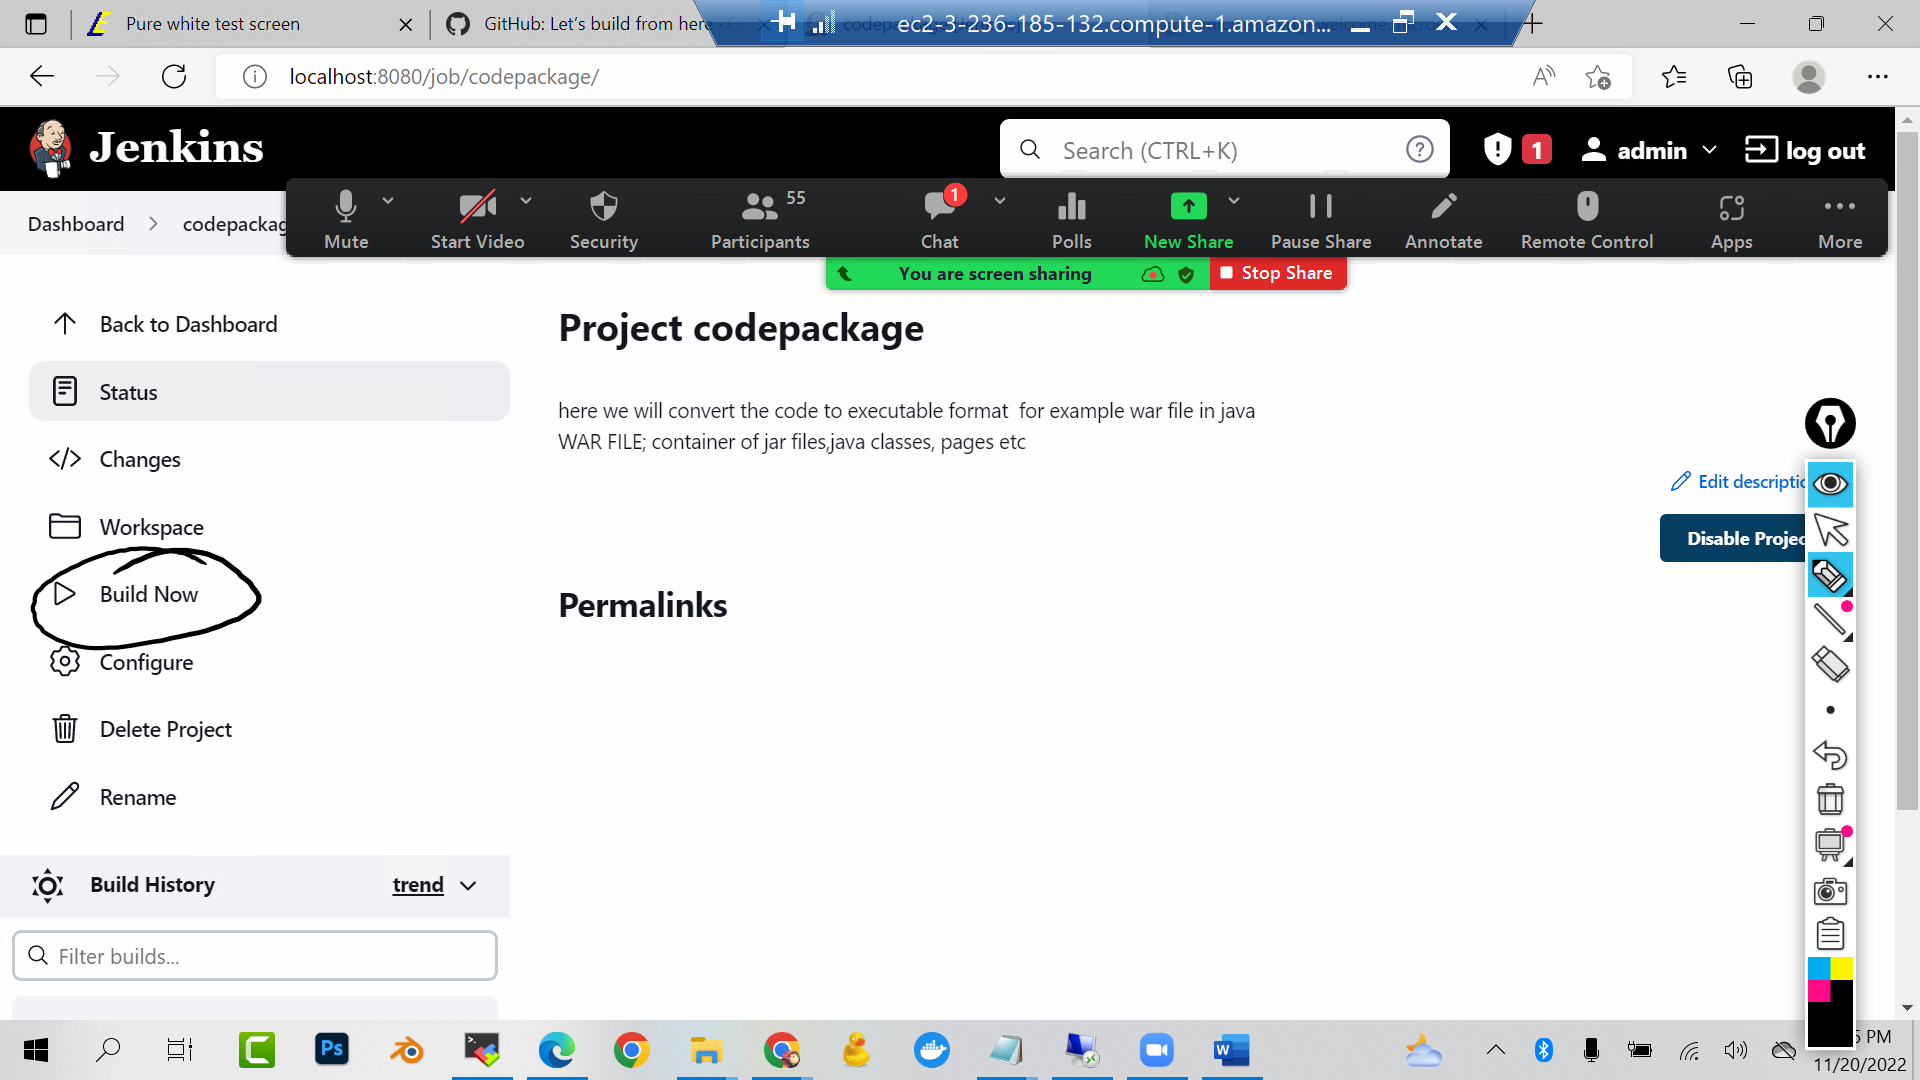 Pure white test screen
GitHub: Let's build from here · G
ec2-3-236-185-132.compute-1.amazon...
localhost:8080/job/codepackage/
Jenkins
Search (CTRL+K)
1
admin
log out
Dashboard
codepackag
Mute
Start Video
Security
Participants
55
Chat
1
Polls
New Share
Pause Share
Annotate
Remote Control
Apps
More
You are screen sharing
Stop Share
Back to Dashboard
Status
Changes
Workspace
Build Now
Configure
Delete Project
Rename
Build History
trend
Filter builds...
Project codepackage
here we will convert the code to executable format  for example war file in java
WAR FILE; container of jar files,java classes, pages etc
Edit descriptio
Disable Projec
Permalinks
Ps
W
PM
11/20/2022